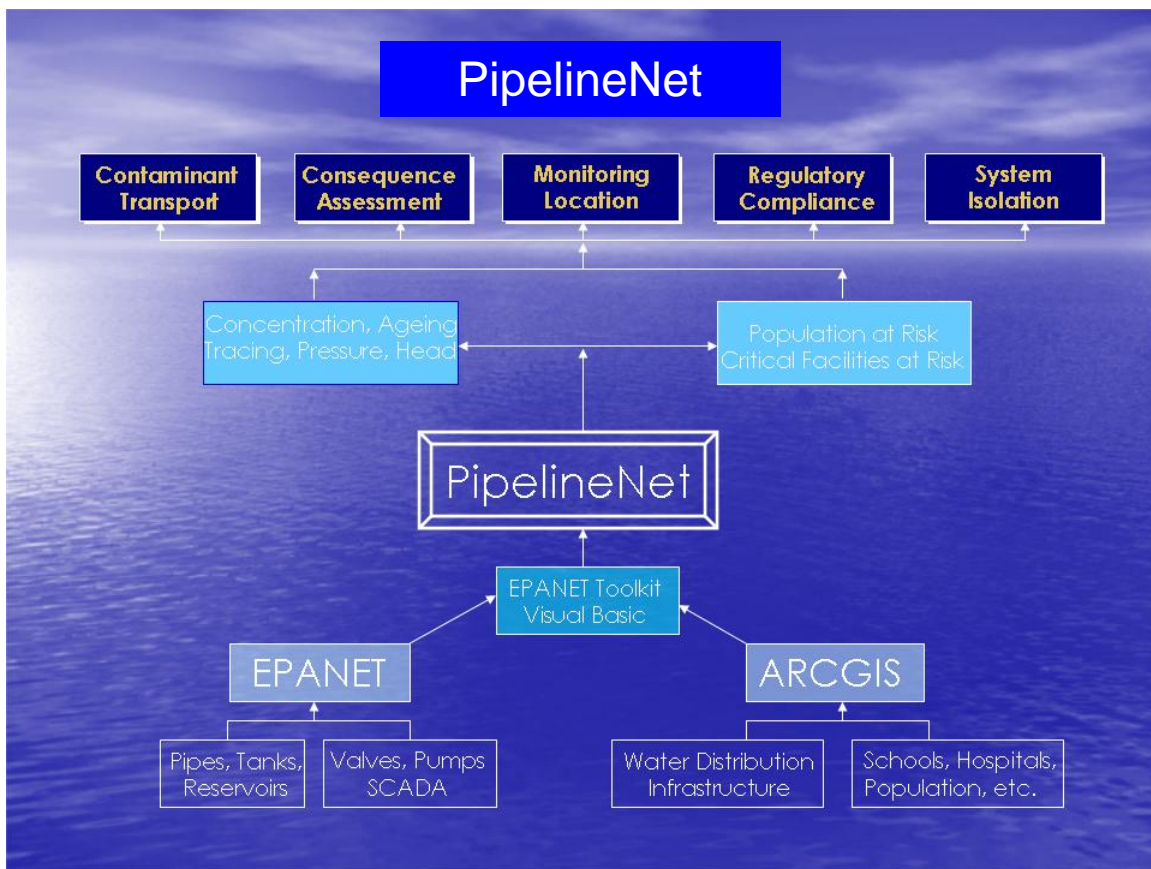 PipelineNet
Contaminant
Transport
Consequence
Assessment
Monitoring
Location
Regulatory
Compliance
System
Isolation
Concentration, Ageing
Tracing, Pressure, Head
Population at Risk
Critical Facilities at Risk
PipelineNet
EPANET Toolkit
Visual Basic
EPANET
ARCGIS
Pipes, Tanks,
Reservoirs
Valves, Pumps
SCADA
Water Distribution
Infrastructure
Schools, Hospitals,
Population, etc.